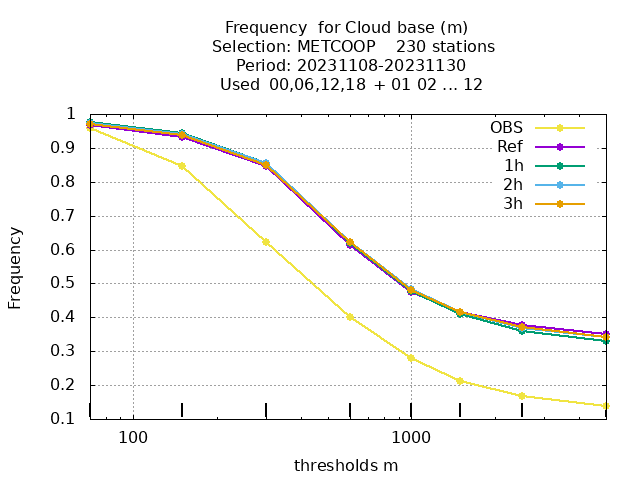 Frequency  for Cloud base (m)
Selection: METCOOP    230 stations
Period: 20231108-20231130
Used  00,06,12,18  + 01 02 ... 12
1
0.9
0.8
0.7
0.6
0.5
0.4
0.3
0.2
0.1
Frequency
OBS
Ref
1h
2h
3h
100
1000
thresholds m